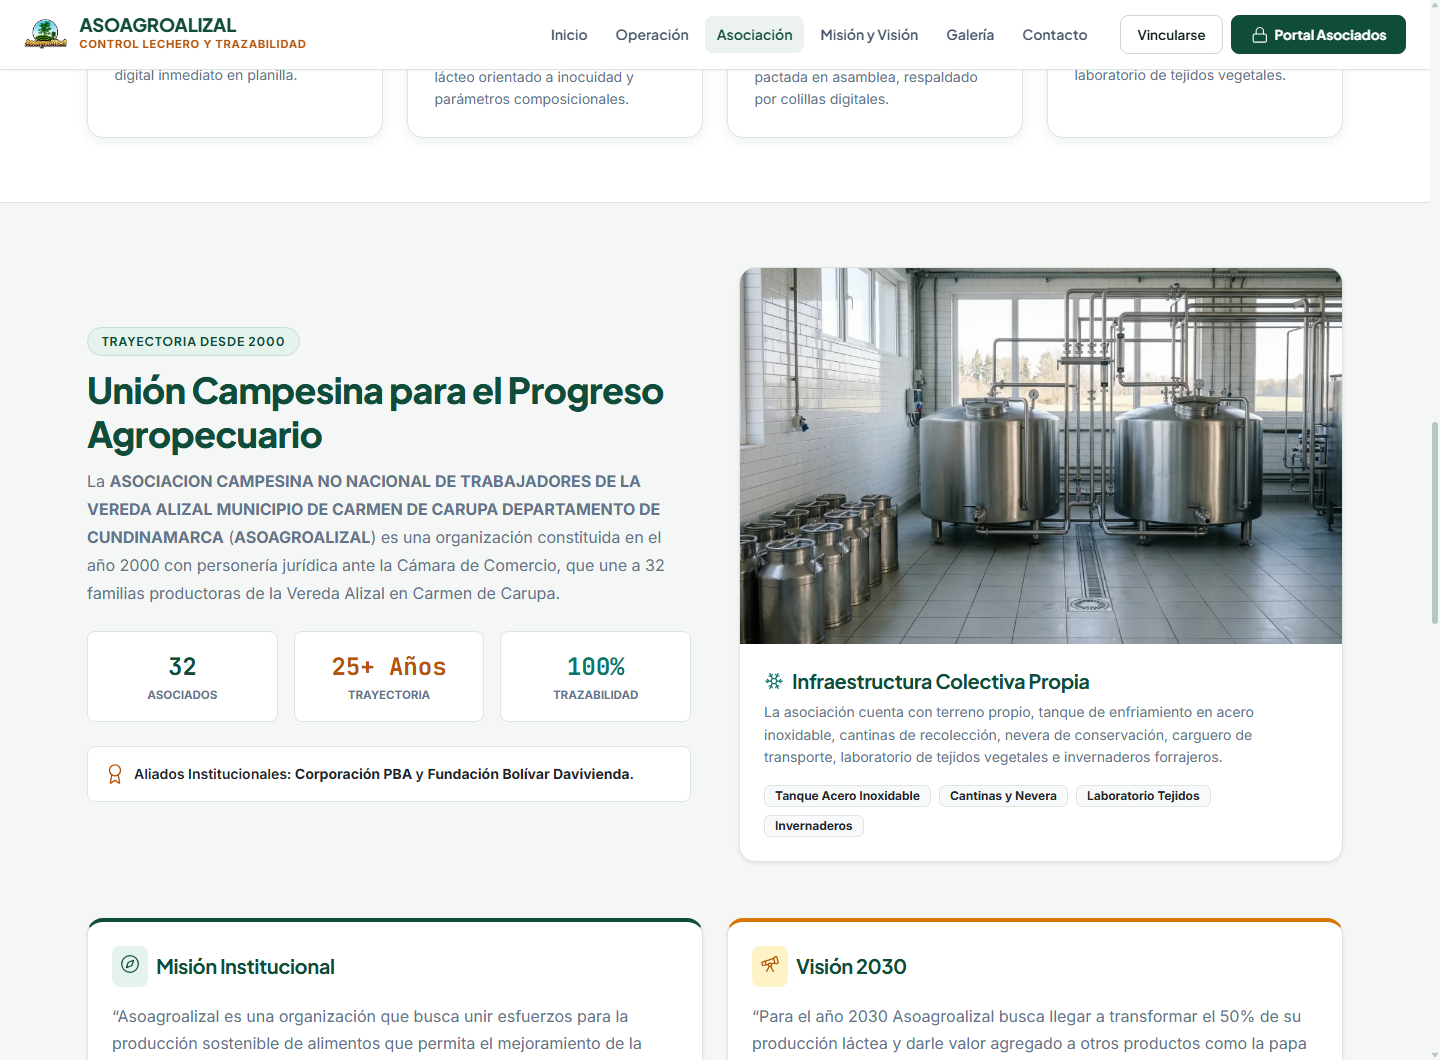 ASOAGROALIZAL
CONTROL LECHERO Y TRAZABILIDAD
Inicio
Operación
Asociación
Misión y Visión
Galería
Contacto
Vincularse
Portal Asociados
digital inmediato en planilla.
lácteo orientado a inocuidad y
parámetros composicionales.
pactada en asamblea, respaldado
por colillas digitales.
laboratorio de tejidos vegetales.
TRAYECTORIA DESDE 2000
Unión Campesina para el Progreso
Agropecuario
La ASOCIACION CAMPESINA NO NACIONAL DE TRABAJADORES DE LA
VEREDA ALIZAL MUNICIPIO DE CARMEN DE CARUPA DEPARTAMENTO DE
CUNDINAMARCA (ASOAGROALIZAL) es una organización constituida en el
año 2000 con personería jurídica ante la Cámara de Comercio, que une a 32
familias productoras de la Vereda Alizal en Carmen de Carupa.
32
ASOCIADOS
25+ Años
TRAYECTORIA
100%
TRAZABILIDAD
Aliados Institucionales: Corporación PBA y Fundación Bolívar Davivienda.
Infraestructura Colectiva Propia
La asociación cuenta con terreno propio, tanque de enfriamiento en acero
inoxidable, cantinas de recolección, nevera de conservación, carguero de
transporte, laboratorio de tejidos vegetales e invernaderos forrajeros.
Tanque Acero Inoxidable
Cantinas y Nevera
Laboratorio Tejidos
Invernaderos
Misión Institucional
“Asoagroalizal es una organización que busca unir esfuerzos para la
producción sostenible de alimentos que permita el mejoramiento de la
Visión 2030
“Para el año 2030 Asoagroalizal busca llegar a transformar el 50% de su
producción láctea y darle valor agregado a otros productos como la papa